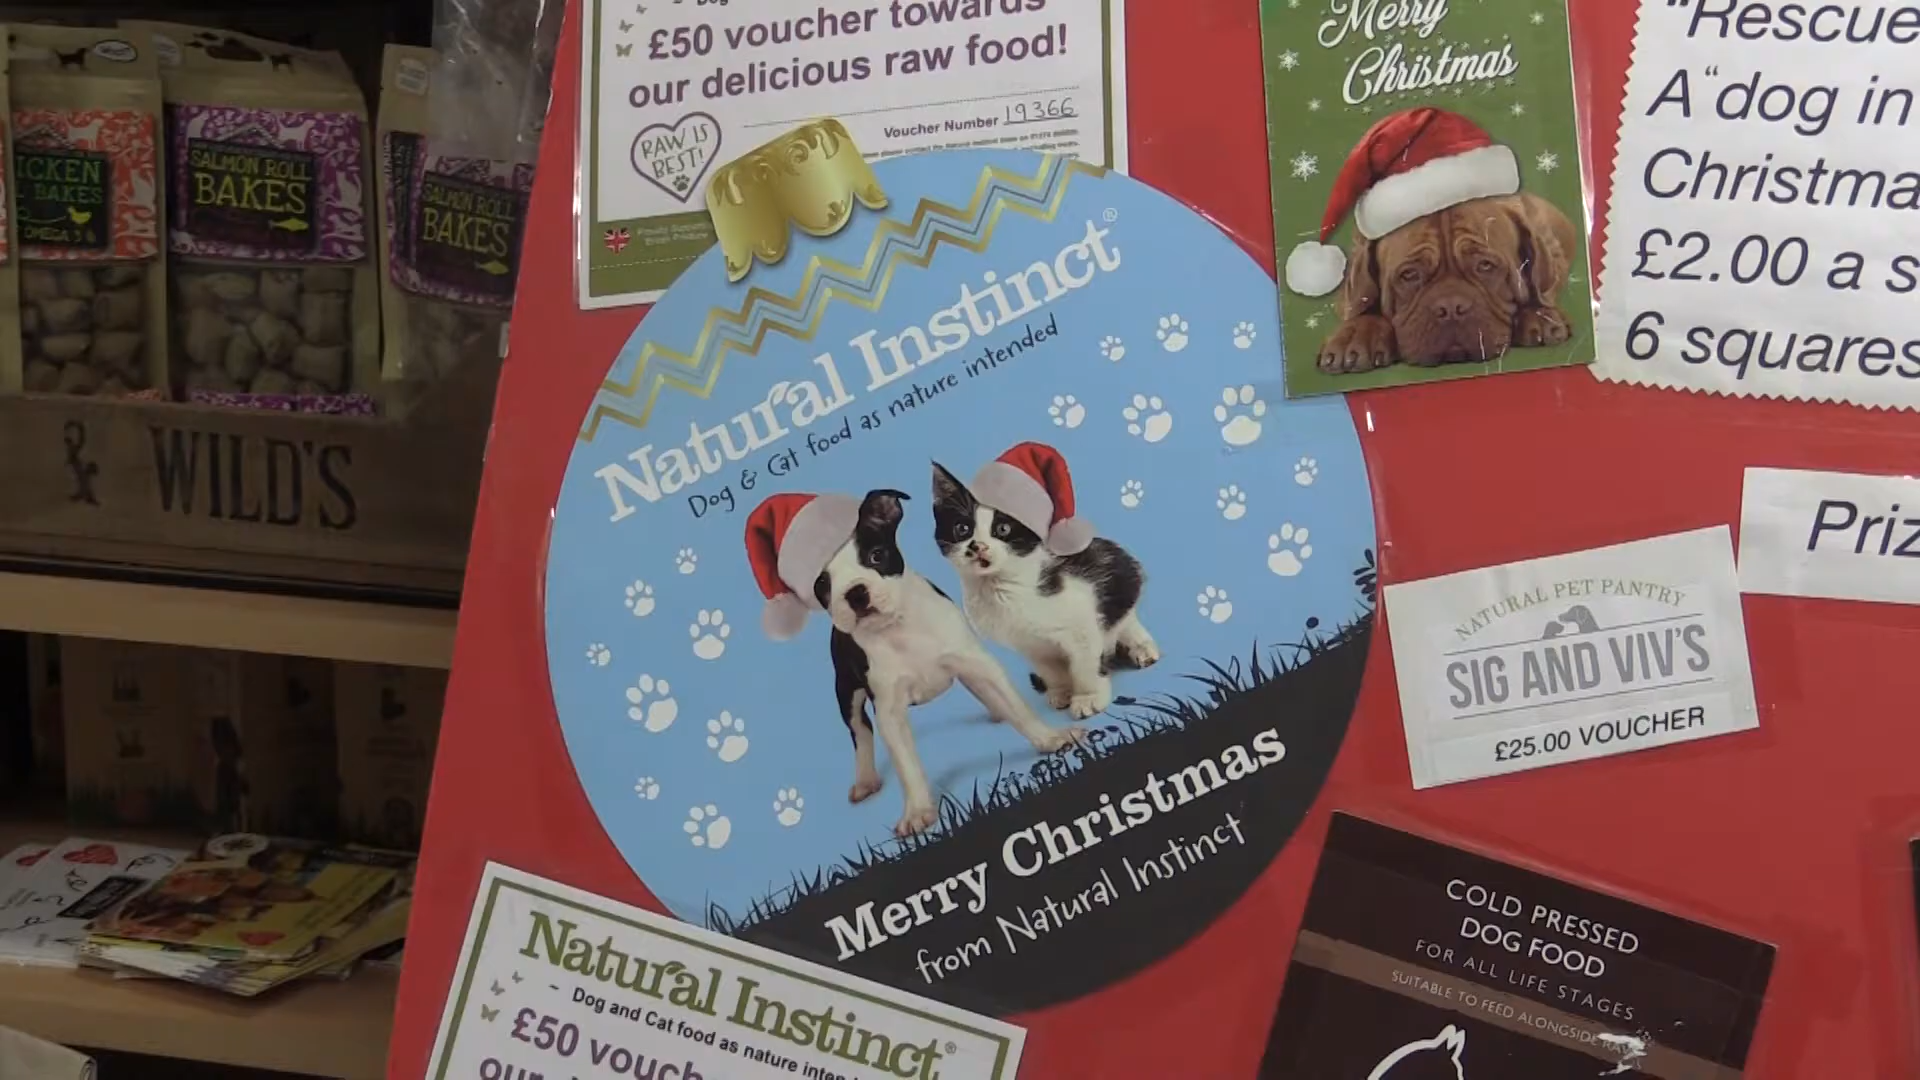 £50 voucher towards
our delicious raw food!
Voucher Number 19366
RAW IS
BEST!
Merry
Christmas
"Rescue
A "dog in
Christma
£2.00 a s
6 squares
ICKEN
BAKES
OMEGA 3
SALMON ROLL
BAKES
SALMON ROLL
BAKES
& WILD'S
Natural Instinct®
Dog & Cat food as nature intended
Merry Christmas
from Natural Instinct
Priz
NATURAL PET PANTRY
SIG AND VIV'S
£25.00 VOUCHER
Natural Instinct®
- Dog and Cat food as nature inten
£50 vouch
our
COLD PRESSED
DOG FOOD
FOR ALL LIFE STAGES
SUITABLE TO FEED ALONGSIDE